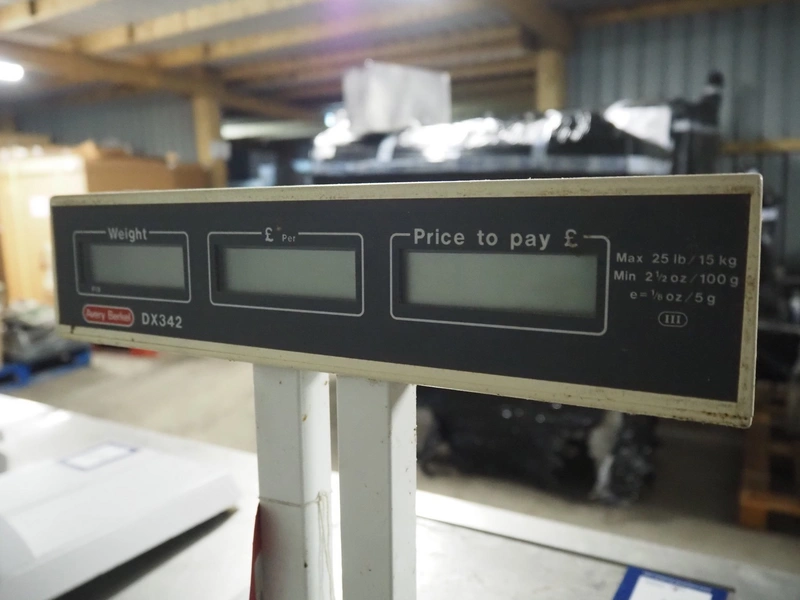 Weight
£ Per
Price to pay £
Max 25 lb/15 kg
Min 2½ oz/100 g
e=⅛ oz/5 g
III
Avery Berkel DX342